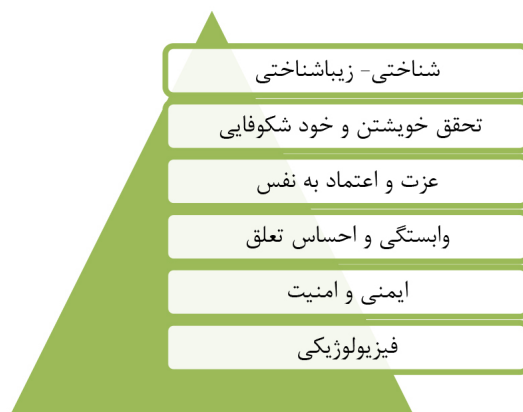 شناختی- زیباشناختی
تحقق خویشتن و خود شکوفایی
عزت و اعتماد به نفس
وابستگی و احساس تعلق
ایمنی و امنیت
فیزیولوژیکی